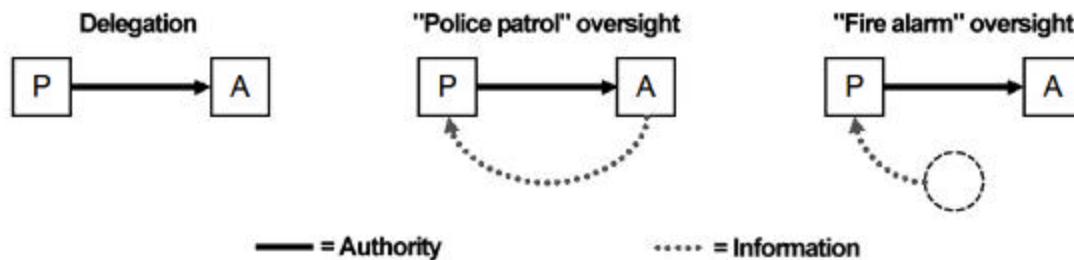 Delegation
"Police patrol" oversight
"Fire alarm" oversight
P A
P A
P A
= Authority
= Information